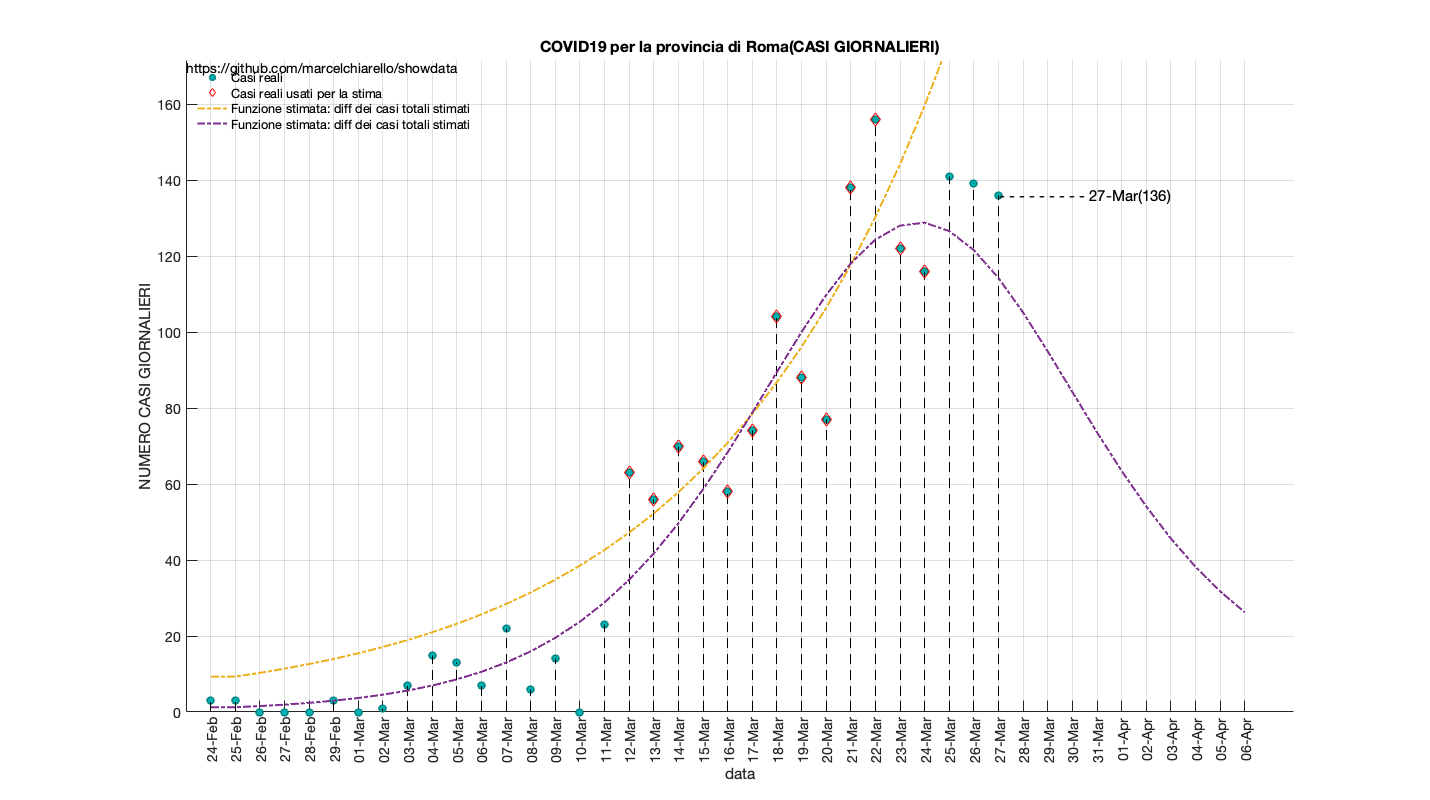 COVID19 per la provincia di Roma(CASI GIORNALIERI)
https://github.com/marcelchiarello/showdata
Casi reali
Casi reali usati per la stima
Funzione stimata: diff dei casi totali stimati
Funzione stimata: diff dei casi totali stimati
160
140
120
100
80
60
40
20
0
NUMERO CASI GIORNALIERI
27-Mar(136)
24-Feb
25-Feb
26-Feb
27-Feb
28-Feb
29-Feb
01-Mar
02-Mar
03-Mar
04-Mar
05-Mar
06-Mar
07-Mar
08-Mar
09-Mar
10-Mar
11-Mar
12-Mar
13-Mar
14-Mar
15-Mar
16-Mar
17-Mar
18-Mar
19-Mar
20-Mar
21-Mar
22-Mar
23-Mar
24-Mar
25-Mar
26-Mar
27-Mar
28-Mar
29-Mar
30-Mar
31-Mar
01-Apr
02-Apr
03-Apr
04-Apr
05-Apr
06-Apr
data